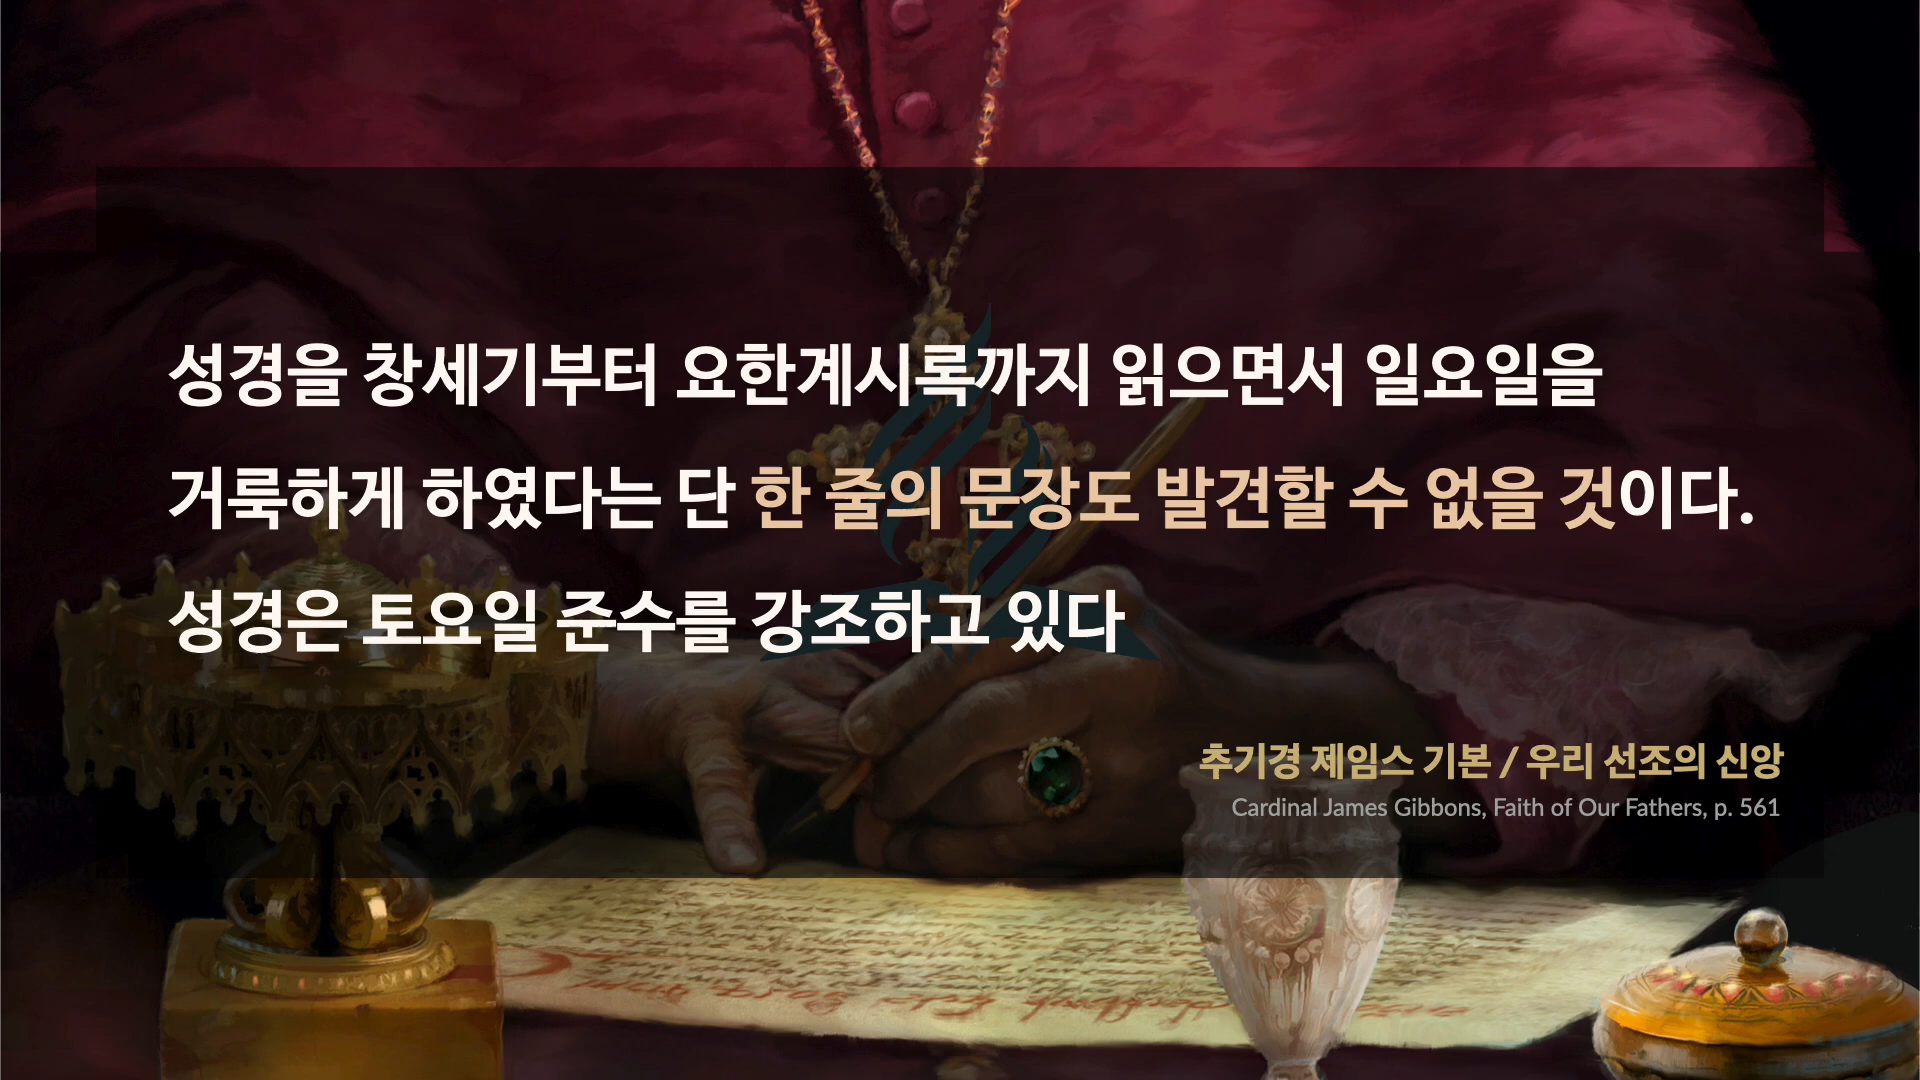 성경을 창세기부터 요한계시록까지 읽으면서 일요일을
거룩하게 하였다는 단 한 줄의 문장도 발견할 수 없을 것이다.
성경은 토요일 준수를 강조하고 있다
추기경 제임스 기본 / 우리 선조의 신앙
Cardinal James Gibbons, Faith of Our Fathers, p. 561